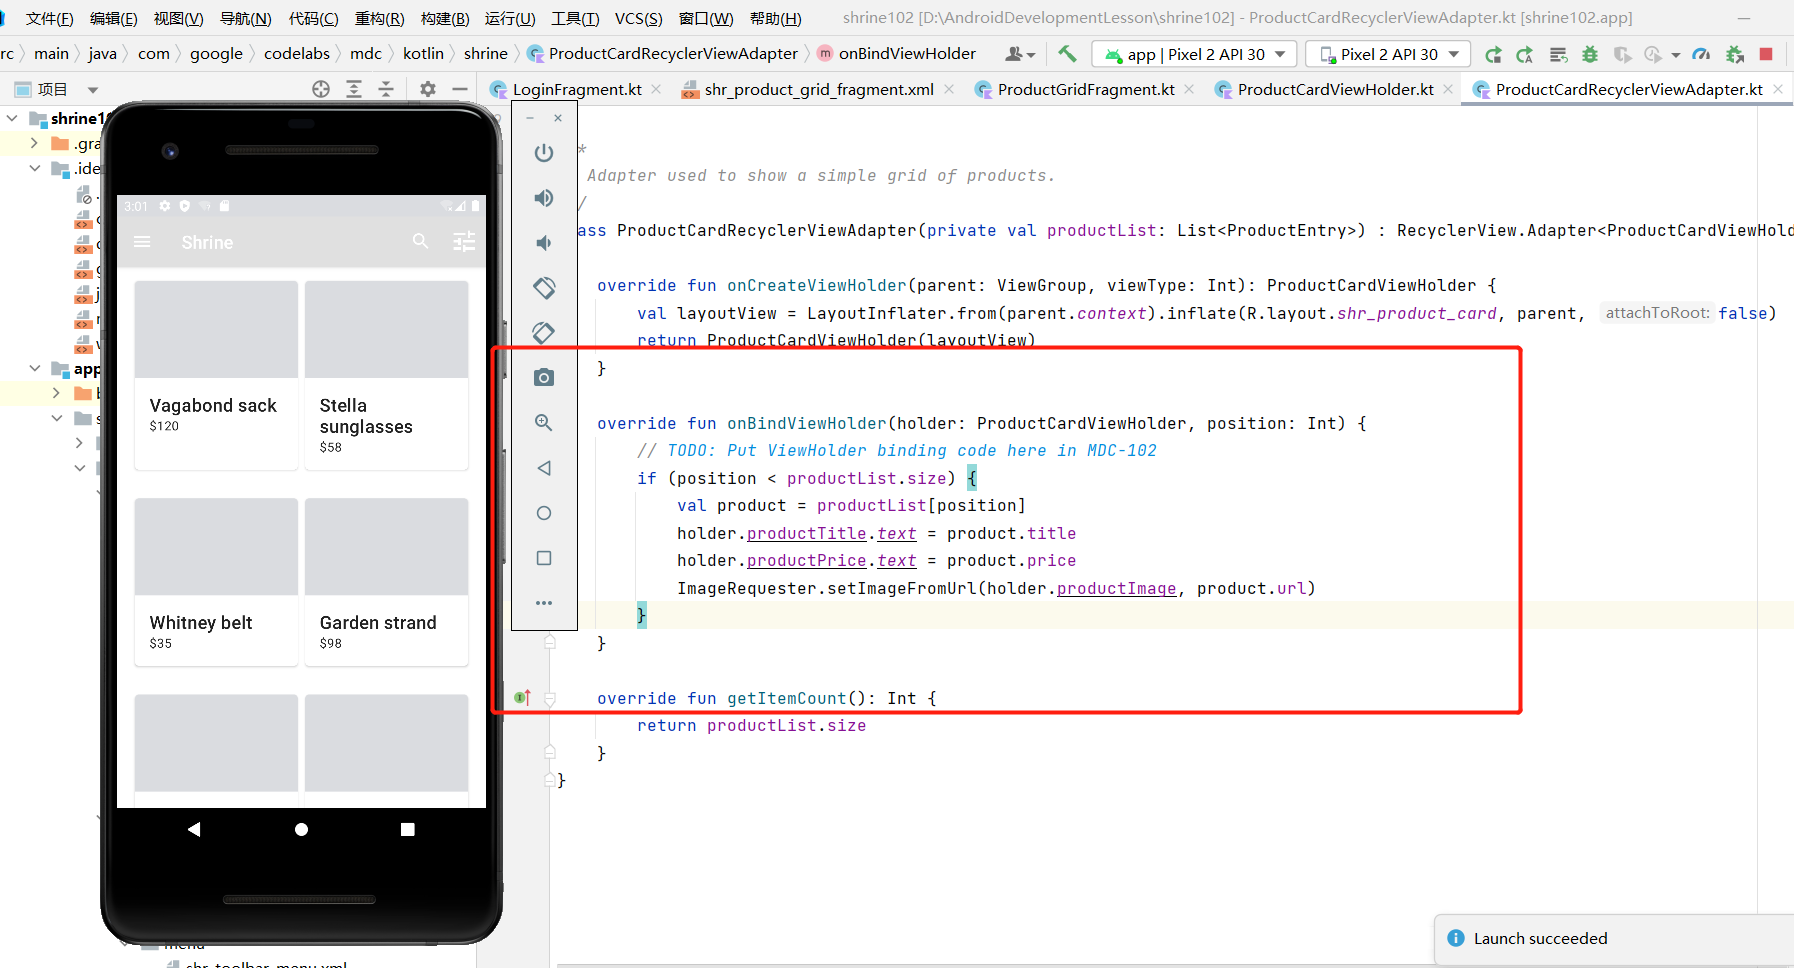 文件(F) 编辑(E) 视图(V) 导航(N) 代码(C) 重构(R) 构建(B) 运行(U) 工具(T) VCS(S) 窗口(W) 帮助(H) shrine102 [D:\AndroidDevelopmentLesson\shrine102] - ProductCardRecyclerViewAdapter.kt [shrine102.app]
rc main java com google codelabs mdc kotlin shrine ProductCardRecyclerViewAdapter m onBindViewHolder app | Pixel 2 API 30 Pixel 2 API 30
项目 LoginFragment.kt shr_product_grid_fragment.xml ProductGridFragment.kt ProductCardViewHolder.kt ProductCardRecyclerViewAdapter.kt
shrine10
.gra
.ide
app
menu
shr_toolbar_menu.xml
3:01
Shrine
Vagabond sack
$120
Stella
sunglasses
$58
Whitney belt
$35
Garden strand
$98
*
Adapter used to show a simple grid of products.
/
ass ProductCardRecyclerViewAdapter(private val productList: List<ProductEntry>) : RecyclerView.Adapter<ProductCardViewHold
override fun onCreateViewHolder(parent: ViewGroup, viewType: Int): ProductCardViewHolder {
val layoutView = LayoutInflater.from(parent.context).inflate(R.layout.shr_product_card, parent, attachToRoot: false)
return ProductCardViewHolder(layoutView)
}
override fun onBindViewHolder(holder: ProductCardViewHolder, position: Int) {
// TODO: Put ViewHolder binding code here in MDC-102
if (position < productList.size) {
val product = productList[position]
holder.productTitle.text = product.title
holder.productPrice.text = product.price
ImageRequester.setImageFromUrl(holder.productImage, product.url)
}
}
override fun getItemCount(): Int {
return productList.size
}
}
Launch succeeded